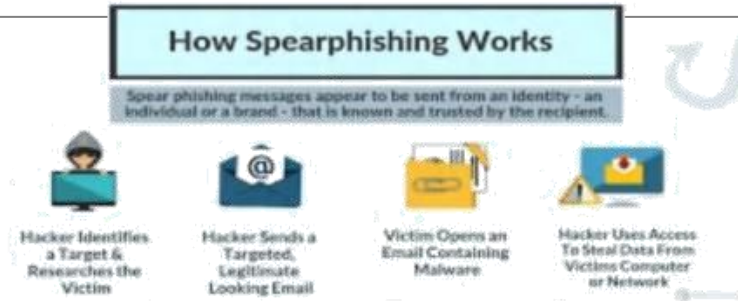 How Spearphishing Works
Spear phishing messages appear to be sent from an identity - an
individual or a brand - that is known and trusted by the recipient.
@
Hacker Identifies
a Target &
Researches the
Victim
Hacker Sends a
Targeted,
Legitimate
Looking Email
Victim Opens an
Email Containing
Malware
Hacker Uses Access
To Steal Data From
Victims Computer
or Network